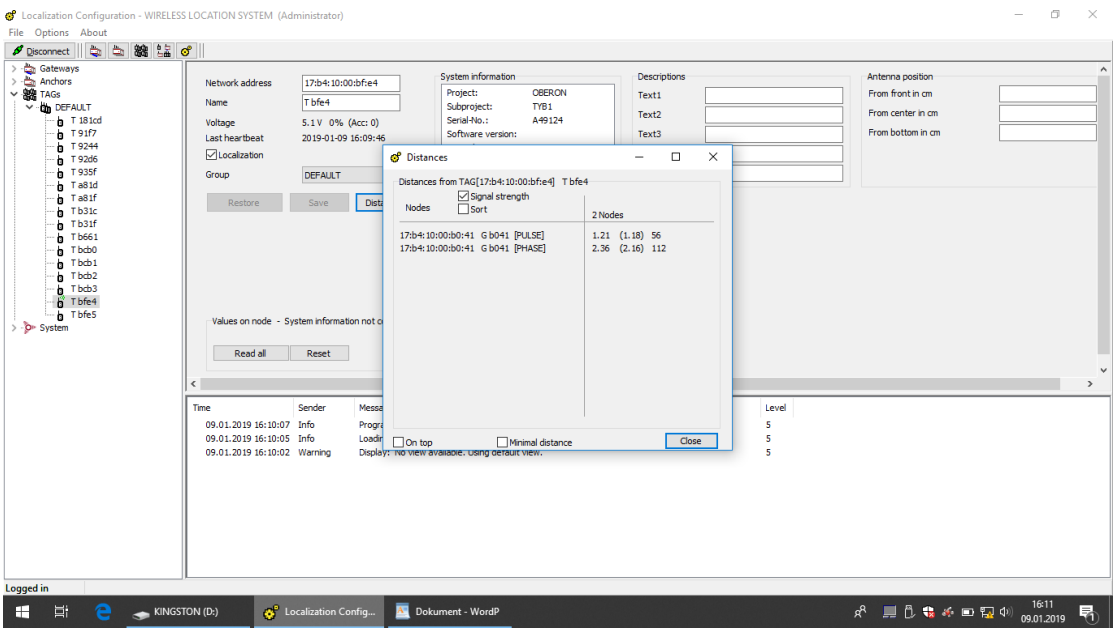 Localization Configuration - WIRELESS LOCATION SYSTEM (Administrator)
File Options About
Disconnect
Gateways
Anchors
TAGs
DEFAULT
T 181cd
T 91f7
T 9244
T 92d6
T 935f
T a81d
T a81f
T b31c
T b31f
T b661
T bcb0
T bcb1
T bcb2
T bcb3
T bfe4
T bfe5
System
Network address 17:b4:10:00:bf:e4
Name T bfe4
Voltage 5.1 V 0% (Acc: 0)
Last heartbeat 2019-01-09 16:09:46
Localization
Group DEFAULT
Restore Save Dista
System information
Project: OBERON
Subproject: TYB1
Serial-No.: A49124
Software version:
Descriptions
Text1
Text2
Text3
Antenna position
From front in cm
From center in cm
From bottom in cm
Values on node - System information not c
Read all Reset
Distances
Distances from TAG[17:b4:10:00:bf:e4] T bfe4
Signal strength
Nodes Sort 2 Nodes
17:b4:10:00:b0:41 G b041 [PULSE] 1.21 (1.18) 56
17:b4:10:00:b0:41 G b041 [PHASE] 2.36 (2.16) 112
On top Minimal distance Close
Time Sender Messa Level
09.01.2019 16:10:07 Info Progra 5
09.01.2019 16:10:05 Info Loadin 5
09.01.2019 16:10:02 Warning Display: No view available. Using default view. 5
Logged in
KINGSTON (D:) Localization Config... Dokument - WordP
16:11
09.01.2019
1